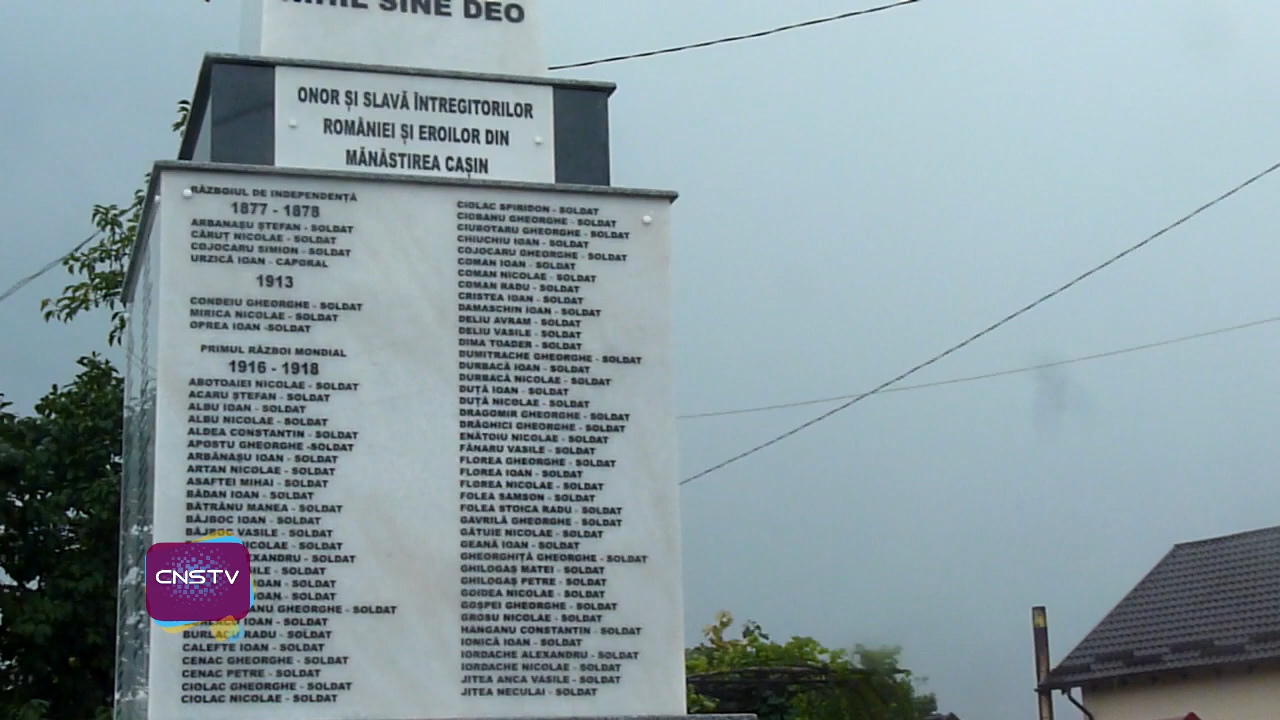 NIHIL SINE DEO
ONOR ȘI SLAVĂ ÎNTREGITORILOR
ROMÂNIEI ȘI EROILOR DIN
MĂNĂSTIREA CAȘIN
RĂZBOIUL DE INDEPENDENȚĂ
1877 - 1878
ARBANAȘU ȘTEFAN - SOLDAT
CĂRUȚ NICOLAE - SOLDAT
COJOCARU SIMION - SOLDAT
URZICĂ IOAN - CAPORAL
1913
CONDEIU GHEORGHE - SOLDAT
MIRICA NICOLAE - SOLDAT
OPREA IOAN -SOLDAT
PRIMUL RĂZBOI MONDIAL
1916 - 1918
ABOTOAIEI NICOLAE - SOLDAT
ACARU ȘTEFAN - SOLDAT
ALBU IOAN - SOLDAT
ALBU NICOLAE - SOLDAT
ALDEA CONSTANTIN - SOLDAT
APOSTU GHEORGHE -SOLDAT
ARBĂNAȘU IOAN - SOLDAT
ARTAN NICOLAE - SOLDAT
ASAFTEI MIHAI - SOLDAT
BĂDAN IOAN - SOLDAT
BĂTRÂNU MANEA - SOLDAT
BĂJBOC IOAN - SOLDAT
BĂJBOC VASILE - SOLDAT
NICOLAE - SOLDAT
- SOLDAT
- SOLDAT
IOAN - SOLDAT
IOAN - SOLDAT
GHEORGHE - SOLDAT
IOAN - SOLDAT
BURLACU RADU - SOLDAT
CALEFTE IOAN - SOLDAT
CENAC GHEORGHE - SOLDAT
CENAC PETRE - SOLDAT
CIOLAC GHEORGHE - SOLDAT
CIOLAC NICOLAE - SOLDAT
CIOLAC SPIRIDON - SOLDAT
CIOBANU GHEORGHE - SOLDAT
CIUBOTARU GHEORGHE - SOLDAT
CHIUCHIU IOAN - SOLDAT
COJOCARU GHEORGHE - SOLDAT
COMAN IOAN - SOLDAT
COMAN NICOLAE - SOLDAT
COMAN RADU - SOLDAT
CRISTEA IOAN - SOLDAT
DAMASCHIN IOAN - SOLDAT
DELIU AVRAM - SOLDAT
DELIU VASILE - SOLDAT
DIMA TOADER - SOLDAT
DUMITRACHE GHEORGHE - SOLDAT
DURBACĂ IOAN - SOLDAT
DURBACĂ NICOLAE - SOLDAT
DUȚĂ IOAN - SOLDAT
DUȚĂ NICOLAE - SOLDAT
DRAGOMIR GHEORGHE - SOLDAT
DRĂGHICI GHEORGHE - SOLDAT
ENĂTOIU NICOLAE - SOLDAT
FÂNARU VASILE - SOLDAT
FLOREA GHEORGHE - SOLDAT
FLOREA IOAN - SOLDAT
FLOREA NICOLAE - SOLDAT
FOLEA SAMSON - SOLDAT
FOLEA STOICA RADU - SOLDAT
GAVRILĂ GHEORGHE - SOLDAT
GĂTUIE NICOLAE - SOLDAT
GEANĂ IOAN - SOLDAT
GHEORGHIȚĂ GHEORGHE - SOLDAT
GHILOGAȘ MATEI - SOLDAT
GHILOGAȘ PETRE - SOLDAT
GOIDEA NICOLAE - SOLDAT
GOȘPEI GHEORGHE - SOLDAT
GROSU NICOLAE - SOLDAT
HANGANU CONSTANTIN - SOLDAT
IONICĂ IOAN - SOLDAT
IORDACHE ALEXANDRU - SOLDAT
IORDACHE NICOLAE - SOLDAT
JITEA ANCA VASILE - SOLDAT
JITEA NECULAI - SOLDAT
CNSTV